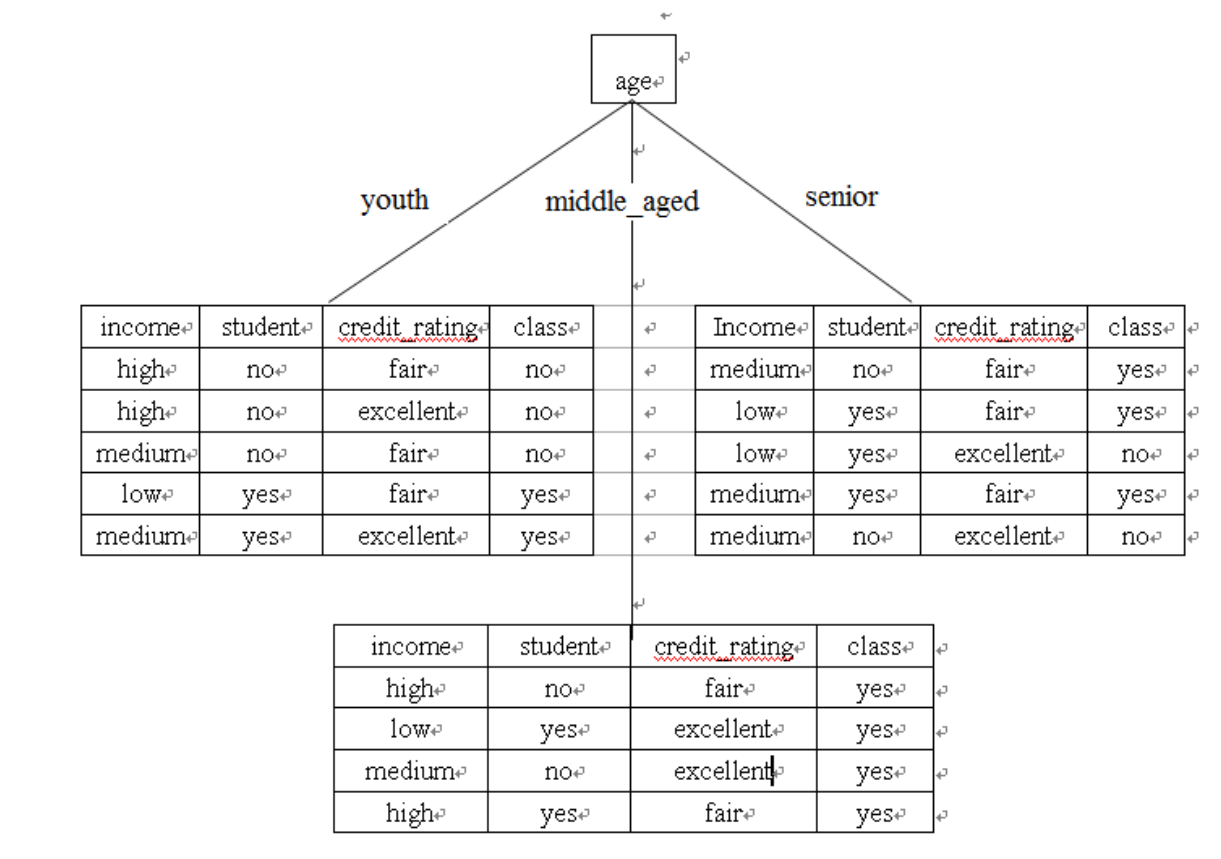 age
youth
middle_aged
senior
income student credit_rating class
high no fair no
high no excellent no
medium no fair no
low yes fair yes
medium yes excellent yes
Income student credit_rating class
medium no fair yes
low yes fair yes
low yes excellent no
medium yes fair yes
medium no excellent no
income student credit_rating class
high no fair yes
low yes excellent yes
medium no excellent yes
high yes fair yes